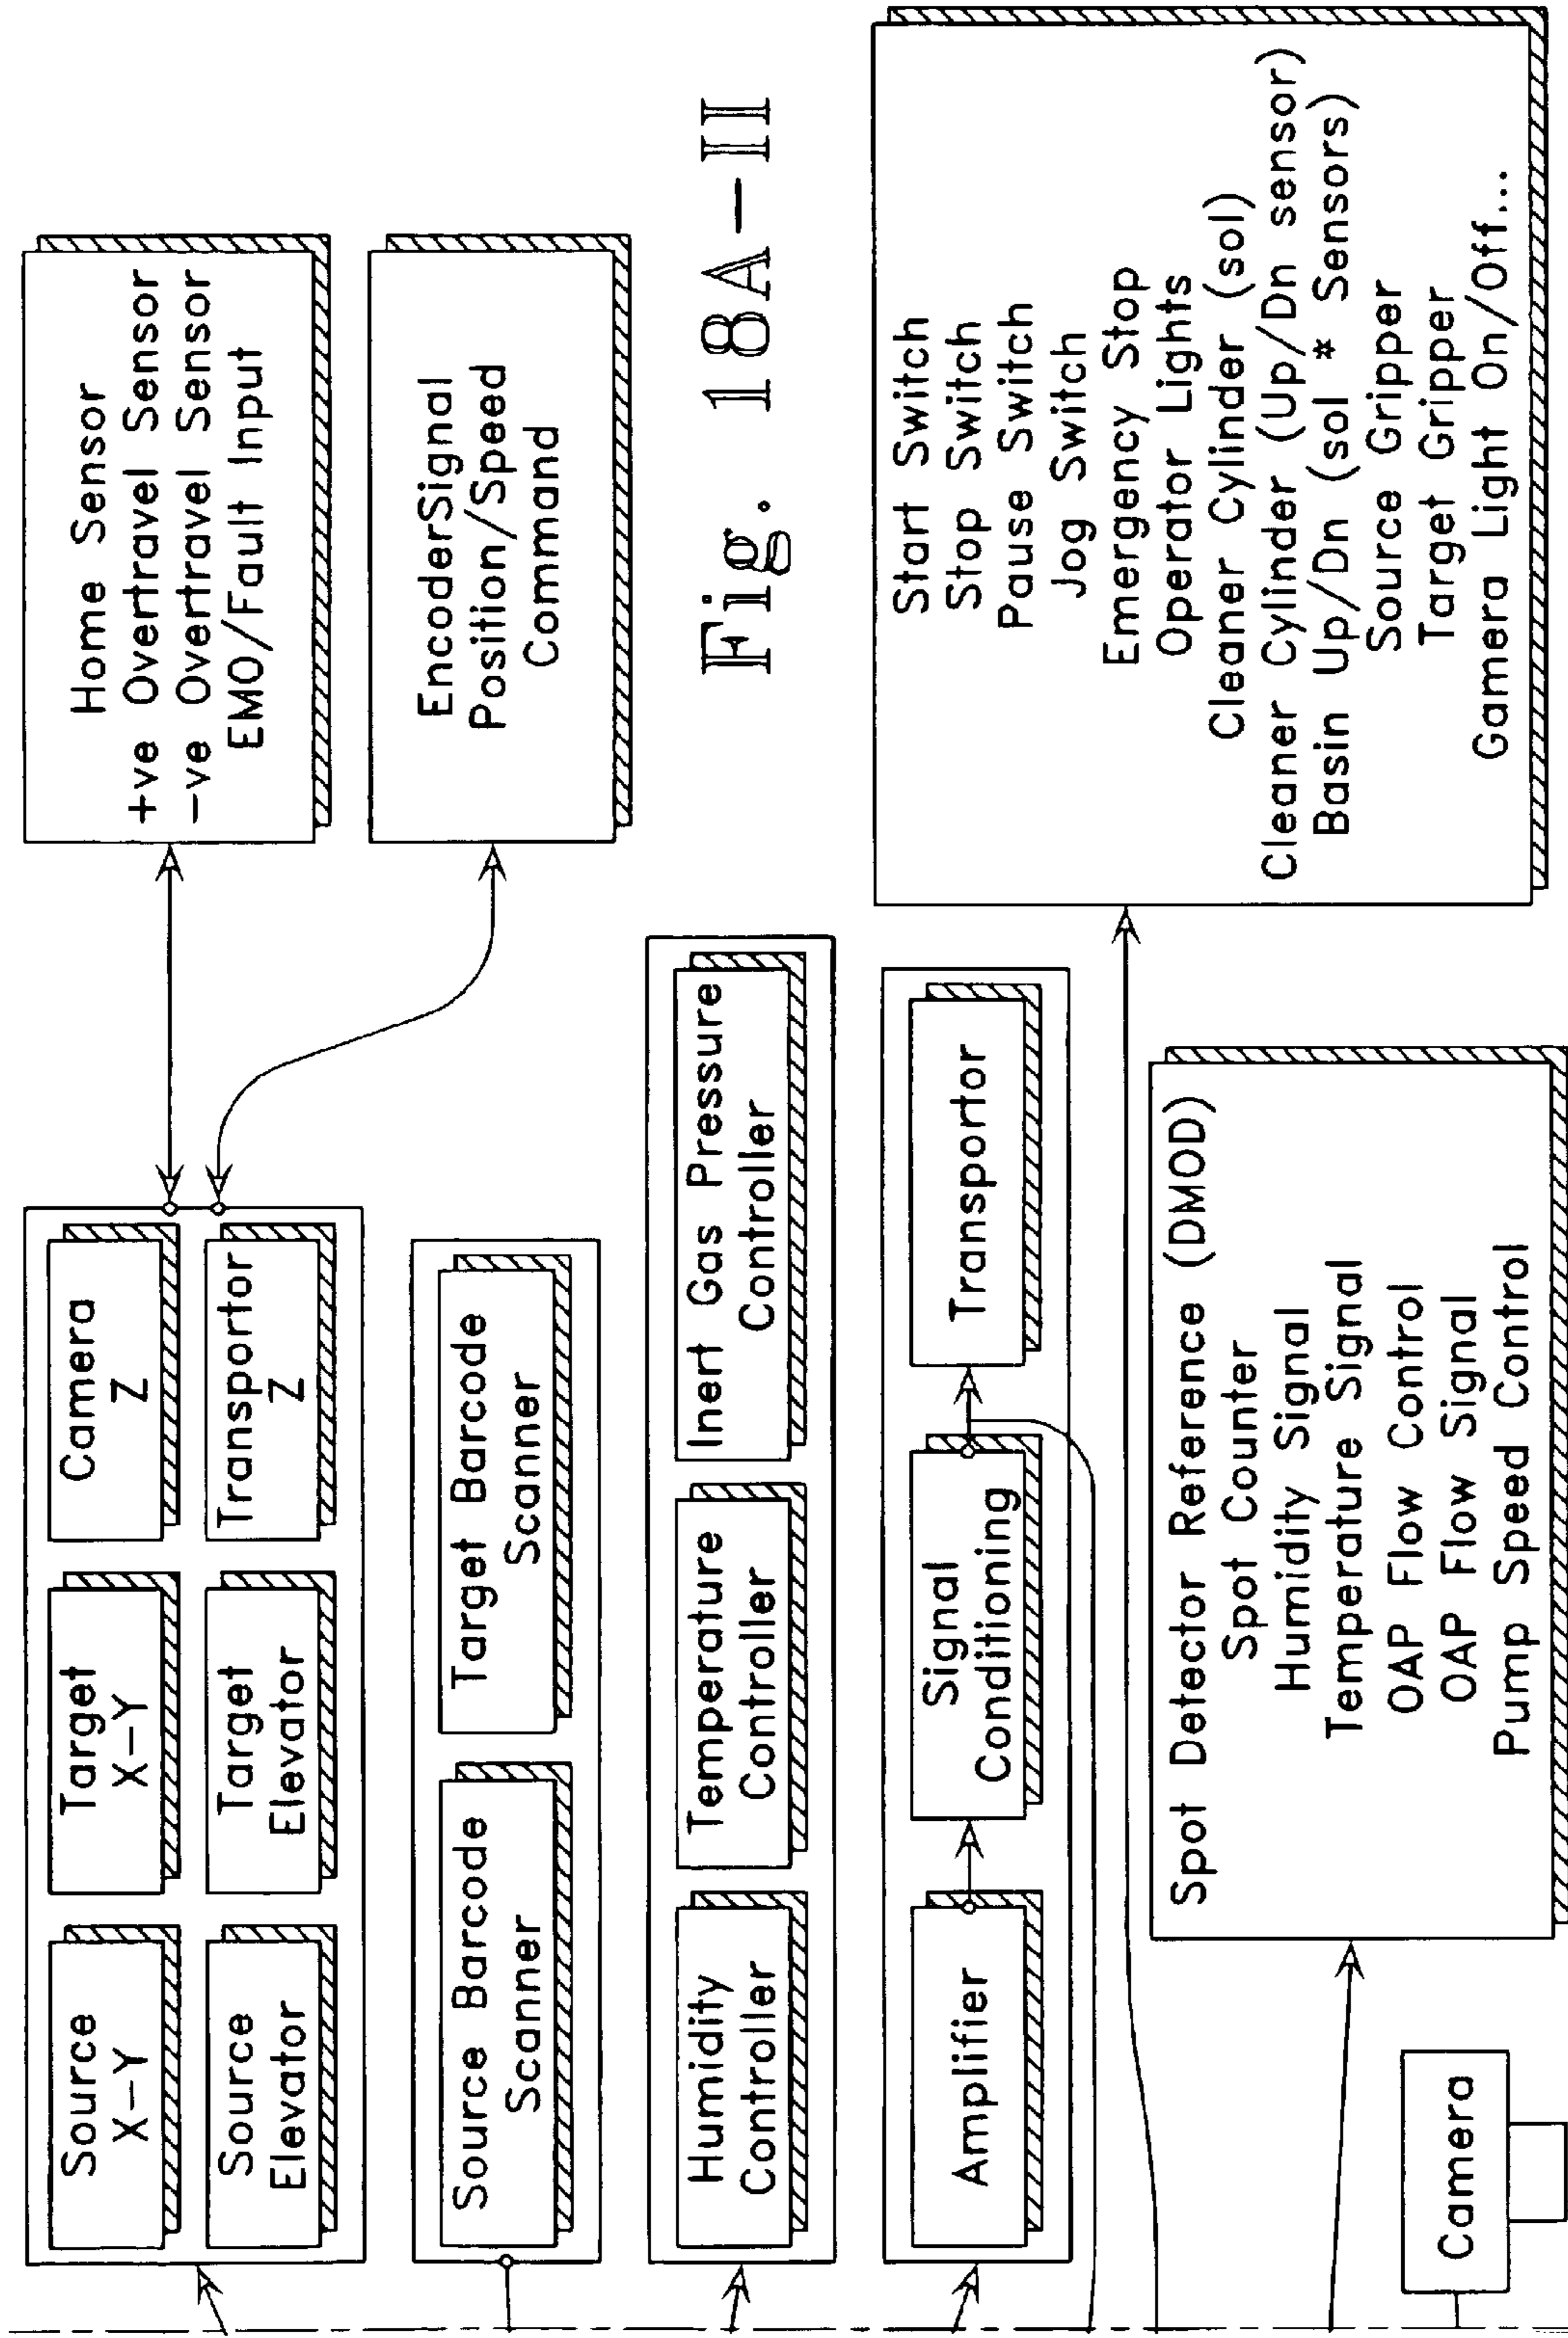 Source
X-Y
Target
X-Y
Camera
Z
Source
Elevator
Target
Elevator
Transportor
Z
Home Sensor
+ve Overtravel Sensor
-ve Overtravel Sensor
EMO/Fault Input
EncoderSignal
Position/Speed
Command
Source Barcode
Scanner
Target Barcode
Scanner
Humidity
Controller
Temperature
Controller
Inert Gas Pressure
Controller
Fig. 18A-II
Amplifier
Signal
Conditioning
Transportor
Start Switch
Stop Switch
Pause Switch
Jog Switch
Emergency Stop
Operator Lights
Cleaner Cylinder (sol)
Cleaner Cylinder (Up/Dn sensor)
Basin Up/Dn (sol * Sensors)
Source Gripper
Target Gripper
Gamera Light On/Off...
Spot Detector Reference (DMOD)
Spot Counter
Humidity Signal
Temperature Signal
OAP Flow Control
OAP Flow Signal
Pump Speed Control
Camera